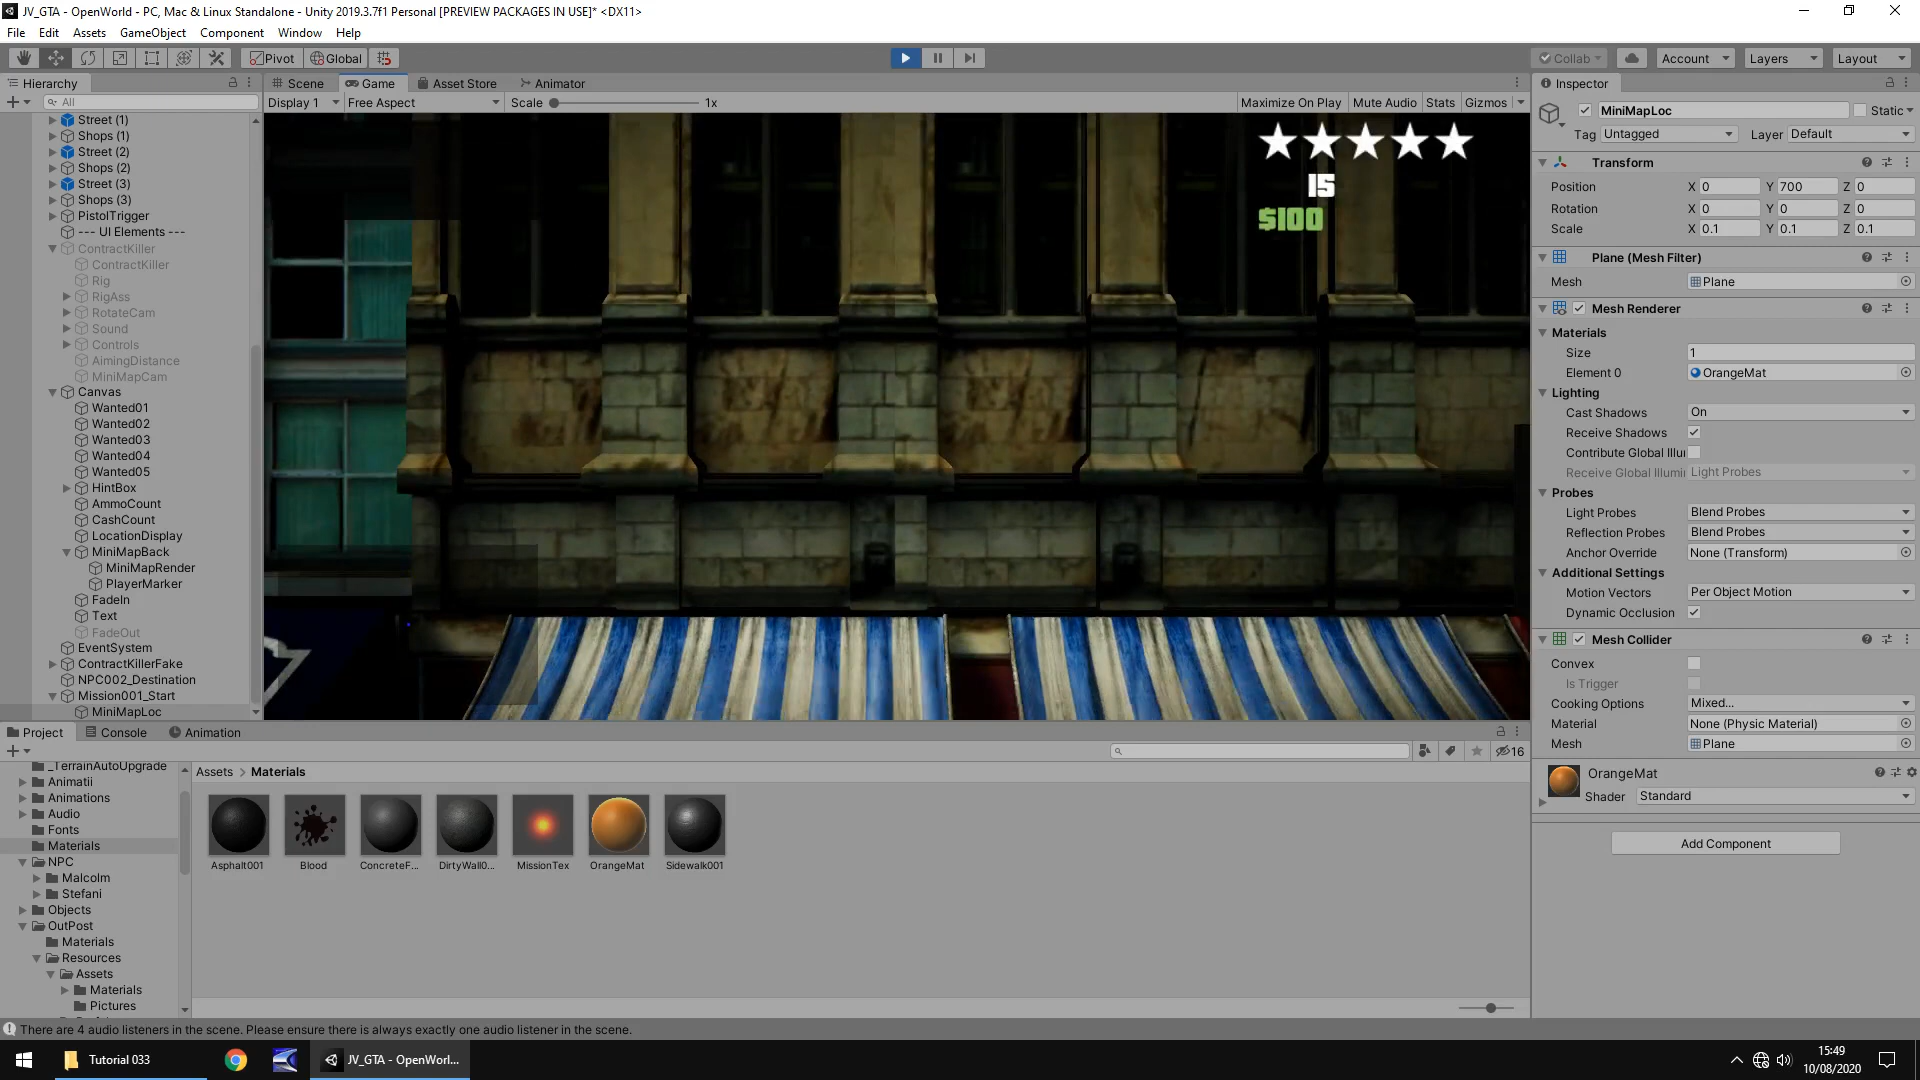 JV_GTA - OpenWorld - PC, Mac & Linux Standalone - Unity 2019.3.7f1 Personal [PREVIEW PACKAGES IN USE]* <DX11>
File Edit Assets GameObject Component Window Help
Pivot Global Collab Account Layers Layout
Hierarchy
All
Street (1)
Shops (1)
Street (2)
Shops (2)
Street (3)
Shops (3)
PistolTrigger
--- UI Elements ---
ContractKiller
ContractKiller
Rig
RigAss
RotateCam
Sound
Controls
AimingDistance
MiniMapCam
Canvas
Wanted01
Wanted02
Wanted03
Wanted04
Wanted05
HintBox
AmmoCount
CashCount
LocationDisplay
MiniMapBack
MiniMapRender
PlayerMarker
FadeIn
Text
FadeOut
EventSystem
ContractKillerFake
NPC002_Destination
Mission001_Start
MiniMapLoc
Scene Game Asset Store Animator
Display 1 Free Aspect Scale 1x Maximize On Play Mute Audio Stats Gizmos
15
$100
Inspector
MiniMapLoc Static
Tag Untagged Layer Default
Transform
Position X 0 Y 700 Z 0
Rotation X 0 Y 0 Z 0
Scale X 0.1 Y 0.1 Z 0.1
Plane (Mesh Filter)
Mesh Plane
Mesh Renderer
Materials
Size 1
Element 0 OrangeMat
Lighting
Cast Shadows On
Receive Shadows
Contribute Global Illu
Receive Global Illumin Light Probes
Probes
Light Probes Blend Probes
Reflection Probes Blend Probes
Anchor Override None (Transform)
Additional Settings
Motion Vectors Per Object Motion
Dynamic Occlusion
Mesh Collider
Convex
Is Trigger
Cooking Options Mixed...
Material None (Physic Material)
Mesh Plane
OrangeMat
Shader Standard
Add Component
Project Console Animation
16
_TerrainAutoUpgrade
Animatii
Animations
Audio
Fonts
Materials
NPC
Malcolm
Stefani
Objects
OutPost
Materials
Resources
Assets
Materials
Pictures
Assets > Materials
Asphalt001 Blood ConcreteF... DirtyWall0... MissionTex OrangeMat Sidewalk001
There are 4 audio listeners in the scene. Please ensure there is always exactly one audio listener in the scene.
Tutorial 033
JV_GTA - OpenWorl...
15:49
10/08/2020